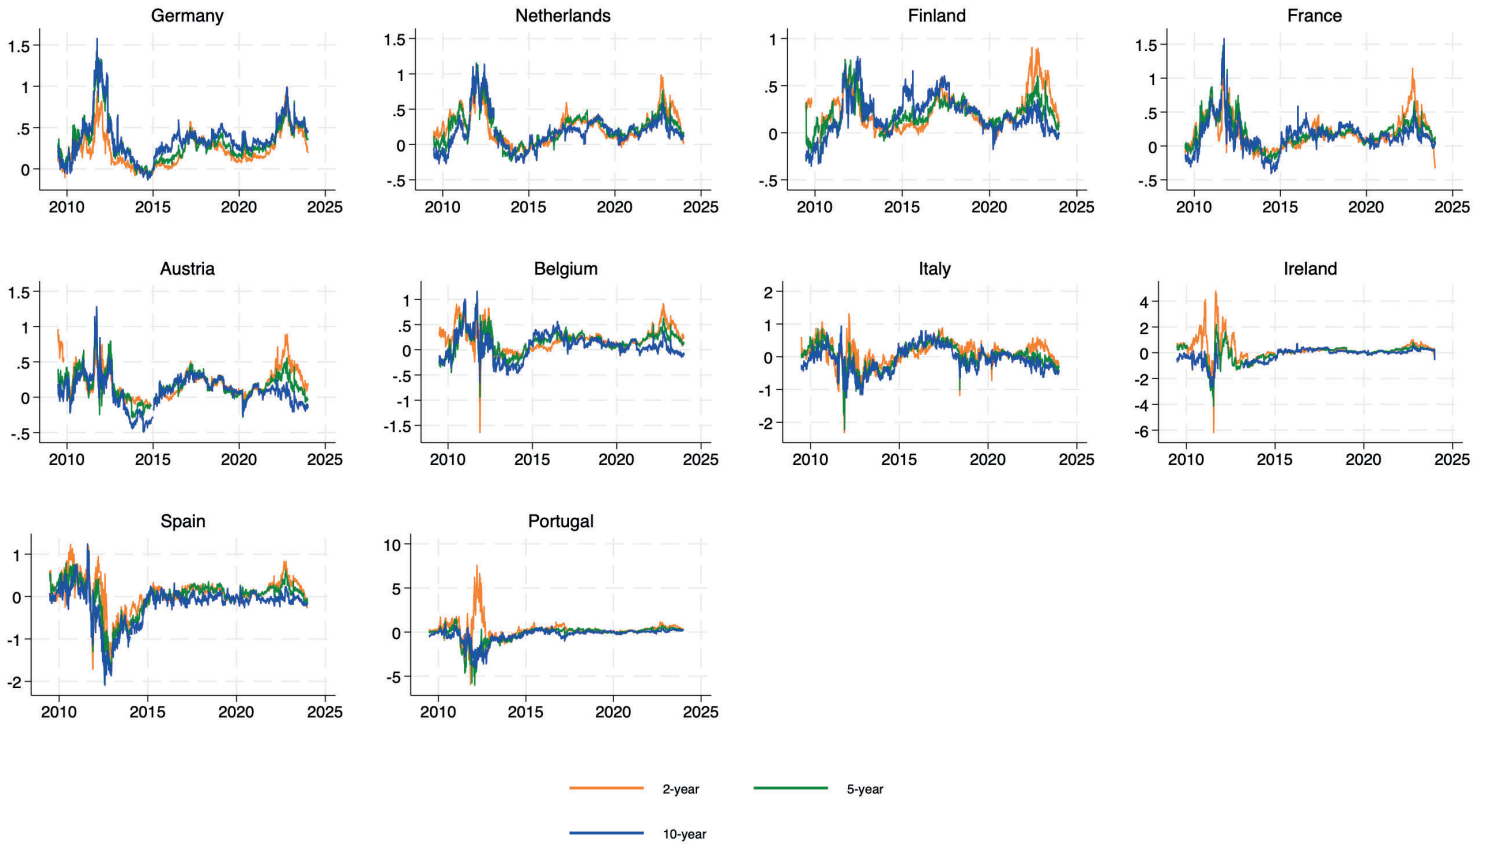 Germany Netherlands Finland France
1.5 1.5 1 1.5
1 1 .5 1
.5 .5 0 .5
0 0 -.5 0
-.5 -.5
2010 2015 2020 2025 2010 2015 2020 2025 2010 2015 2020 2025 2010 2015 2020 2025
Austria Belgium Italy Ireland
1.5 1 2 4
1 .5 1 2
.5 0 0 0
0 -.5 -1 -2
-.5 -1 -2 -4
-1.5 -6
2010 2015 2020 2025 2010 2015 2020 2025 2010 2015 2020 2025 2010 2015 2020 2025
Spain Portugal
1 10
0 5
-1 0
-2 -5
2010 2015 2020 2025 2010 2015 2020 2025
2-year 5-year
10-year